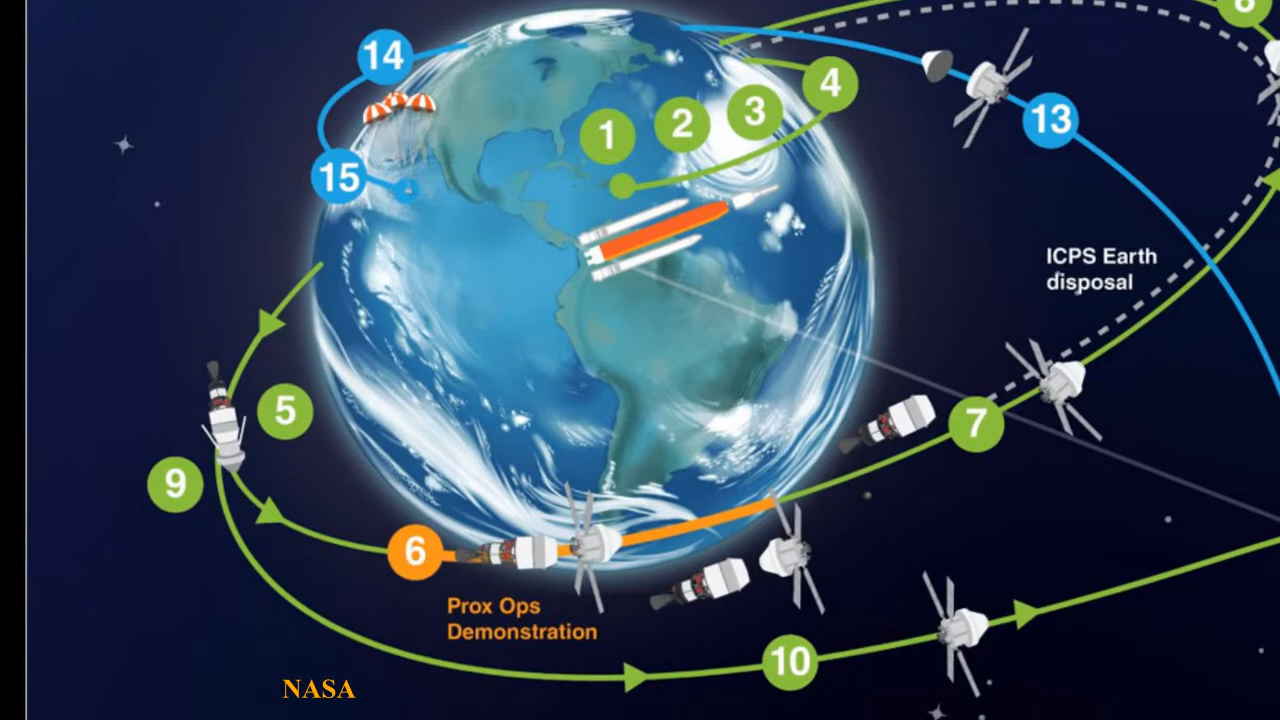 8
14
4
3
2
1
13
15
ICPS Earth
disposal
5
7
9
6
Prox Ops
Demonstration
10
NASA